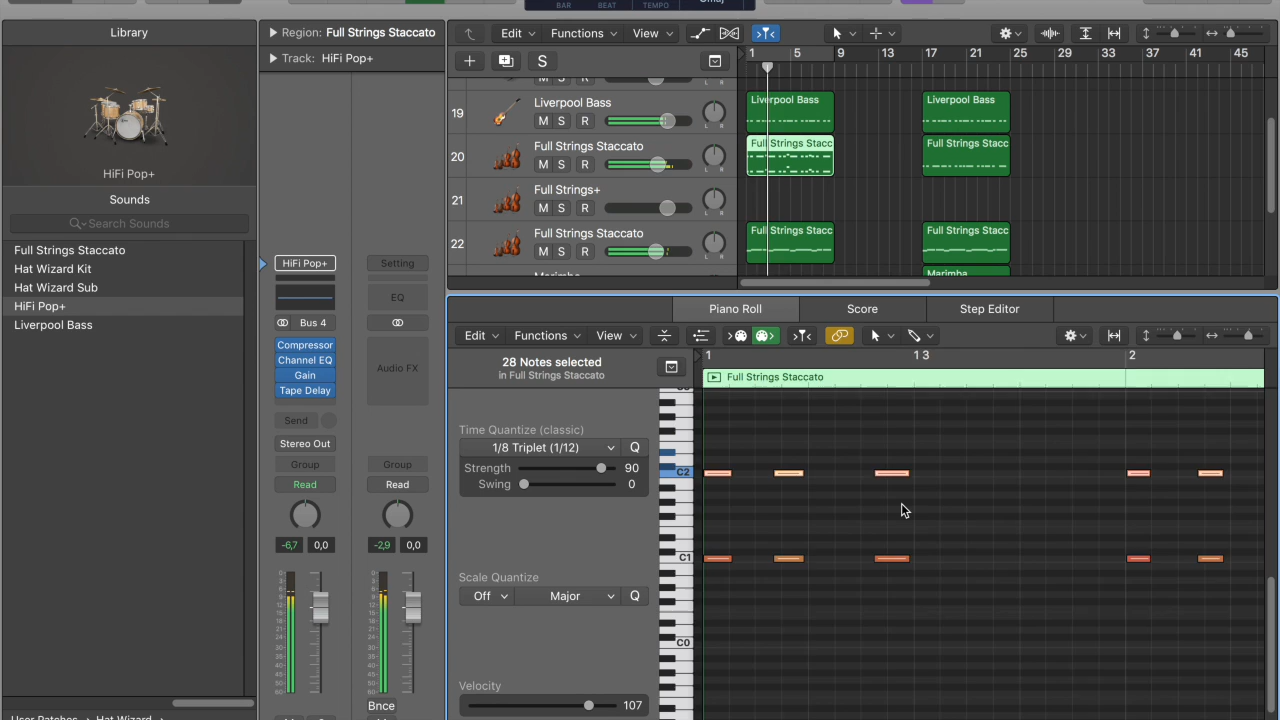 BAR BEAT TEMPO
Library
Region: Full Strings Staccato
Track: HiFi Pop+
HiFi Pop+
Sounds
Search Sounds
Full Strings Staccato
Hat Wizard Kit
Hat Wizard Sub
HiFi Pop+
Liverpool Bass
HiFi Pop+ Setting
EQ
Bus 4
Compressor
Channel EQ
Gain
Tape Delay
Audio FX
Send
Stereo Out
Group Group
Read Read
-6,7 0,0 -2,9 0,0
Bnce
Edit Functions View
1 5 9 13 17 21 25 29 33 37 41 45
S
19 Liverpool Bass
M S R
L R
Liverpool Bass Liverpool Bass
20 Full Strings Staccato
M S R
L R
Full Strings Stacc Full Strings Stacc
21 Full Strings+
M S R
L R
22 Full Strings Staccato
M S R
L R
Full Strings Stacc Full Strings Stacc
Marimba
Piano Roll Score Step Editor
Edit Functions View
28 Notes selected
in Full Strings Staccato
1 1 3 2
Full Strings Staccato
Time Quantize (classic)
1/8 Triplet (1/12) Q
Strength 90
Swing 0
C2
C1
C0
Scale Quantize
Off Major Q
Velocity
107